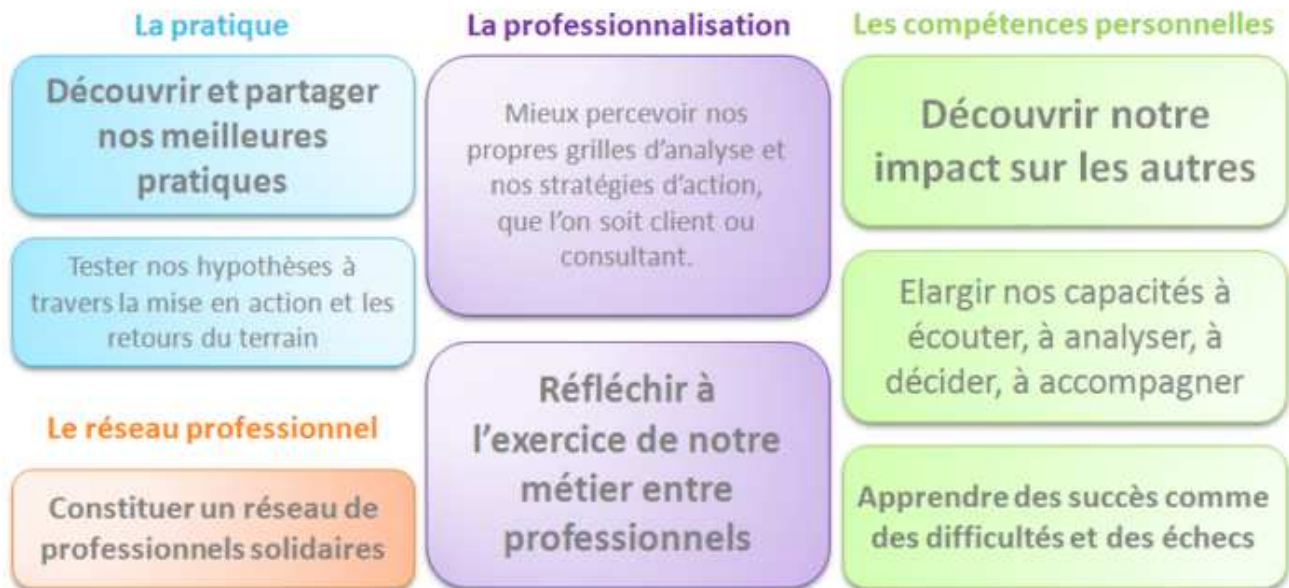 La pratique
Découvrir et partager
nos meilleures
pratiques
Tester nos hypothèses à
travers la mise en action et les
retours du terrain
Le réseau professionnel
Constituer un réseau de
professionnels solidaires
La professionnalisation
Mieux percevoir nos
propres grilles d'analyse et
nos stratégies d'action,
que l'on soit client ou
consultant.
Réfléchir à
l'exercice de notre
métier entre
professionnels
Les compétences personnelles
Découvrir notre
impact sur les autres
Elargir nos capacités à
écouter, à analyser, à
décider, à accompagner
Apprendre des succès comme
des difficultés et des échecs